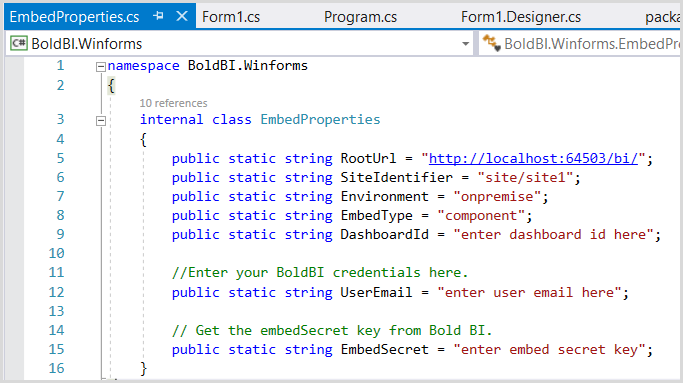 EmbedProperties.cs Form1.cs Program.cs Form1.Designer.cs packa
C# BoldBI.Winforms BoldBI.Winforms.EmbedPro
1 namespace BoldBI.Winforms
2 {
10 references
3 internal class EmbedProperties
4 {
5 public static string RootUrl = "http://localhost:64503/bi/";
6 public static string SiteIdentifier = "site/site1";
7 public static string Environment = "onpremise";
8 public static string EmbedType = "component";
9 public static string DashboardId = "enter dashboard id here";
10
11 //Enter your BoldBI credentials here.
12 public static string UserEmail = "enter user email here";
13
14 // Get the embedSecret key from Bold BI.
15 public static string EmbedSecret = "enter embed secret key";
16 }